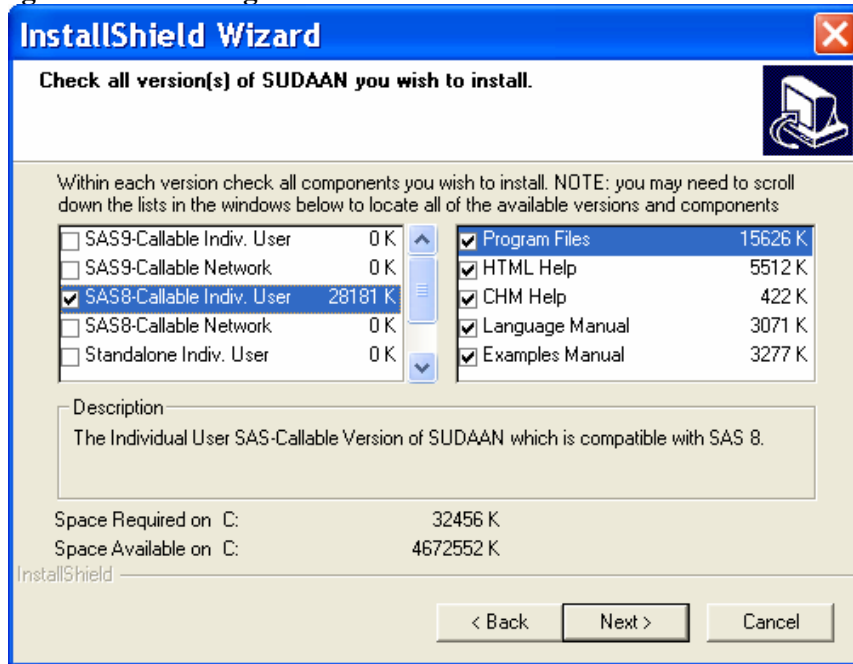 InstallShield Wizard
Check all version(s) of SUDAAN you wish to install.
Within each version check all components you wish to install. NOTE: you may need to scroll
down the lists in the windows below to locate all of the available versions and components
SAS9-Callable Indiv. User 0 K
SAS9-Callable Network 0 K
SAS8-Callable Indiv. User 28181 K
SAS8-Callable Network 0 K
Standalone Indiv. User 0 K
Program Files 15626 K
HTML Help 5512 K
CHM Help 422 K
Language Manual 3071 K
Examples Manual 3277 K
Description
The Individual User SAS-Callable Version of SUDAAN which is compatible with SAS 8.
Space Required on C: 32456 K
Space Available on C: 4672552 K
InstallShield
< Back
Next >
Cancel